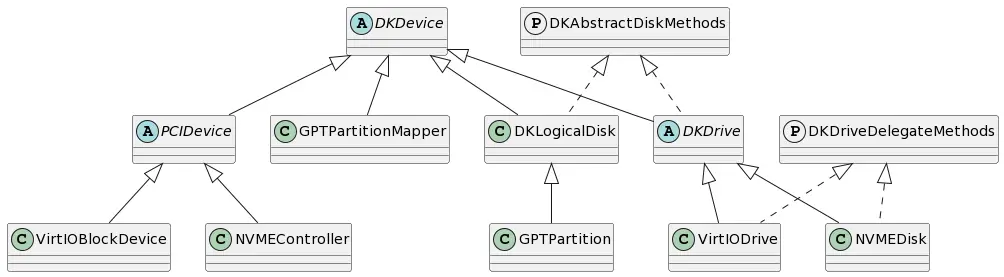 A DKDevice
P DKAbstractDiskMethods
A PCIDevice
C GPTPartitionMapper
C DKLogicalDisk
A DKDrive
P DKDriveDelegateMethods
C VirtIOBlockDevice
C NVMEController
C GPTPartition
C VirtIODrive
C NVMEDisk